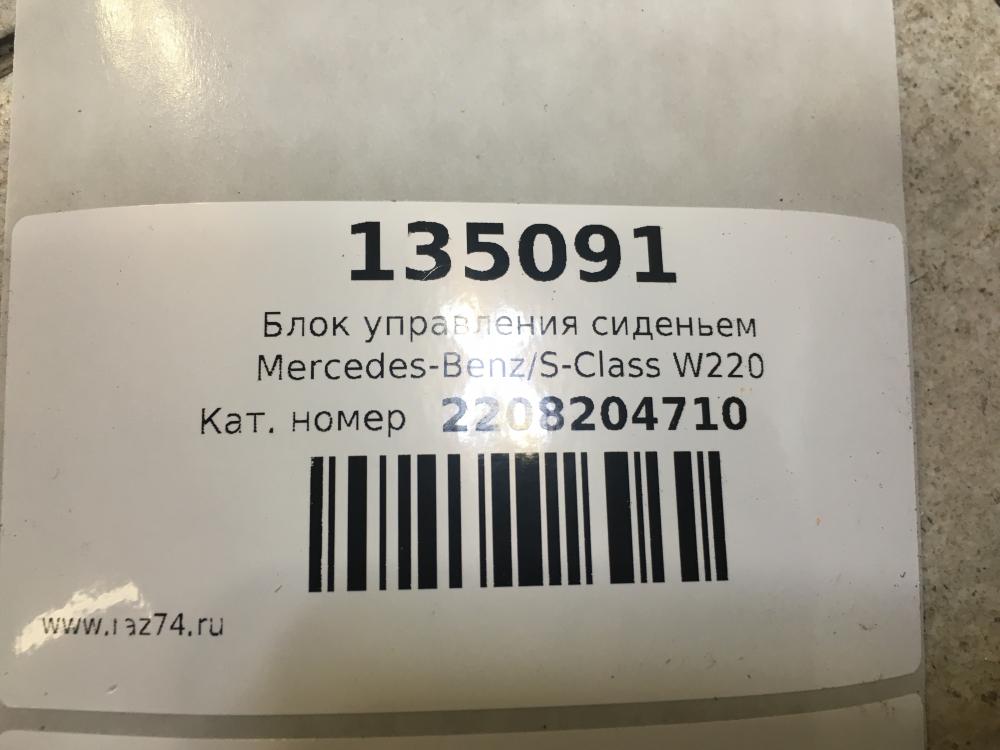 135091
Блок управления сиденьем
Mercedes-Benz/S-Class W220
Кат. номер 2208204710
www.raz74.ru